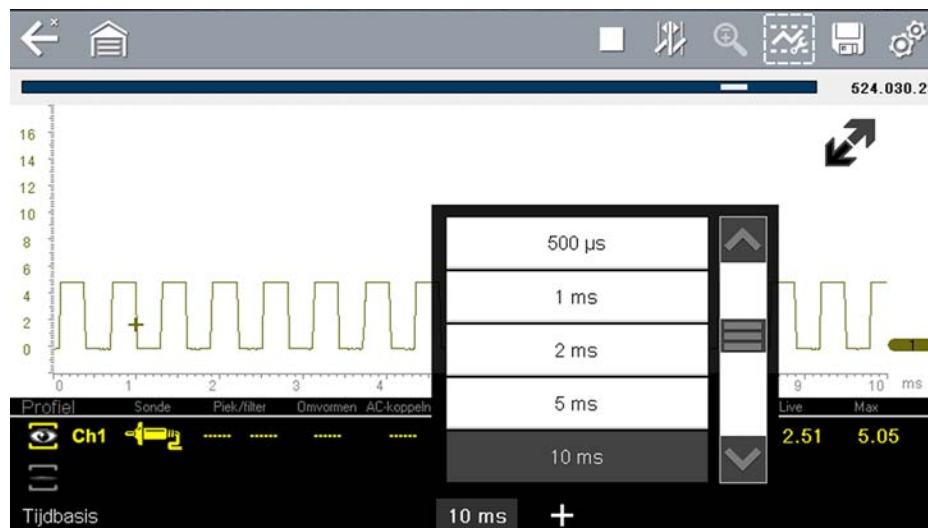 524.030.2
16
14
12
10
8
6
4
2
0
500 µs
1 ms
2 ms
5 ms
10 ms
0 1 2 3 4 9 10 ms
Profiel Sonde Piek/filter Omvormen AC-koppeln Live Max
Ch1 ------ ------ ------ ------ 2.51 5.05
1
Tijdbasis 10 ms +